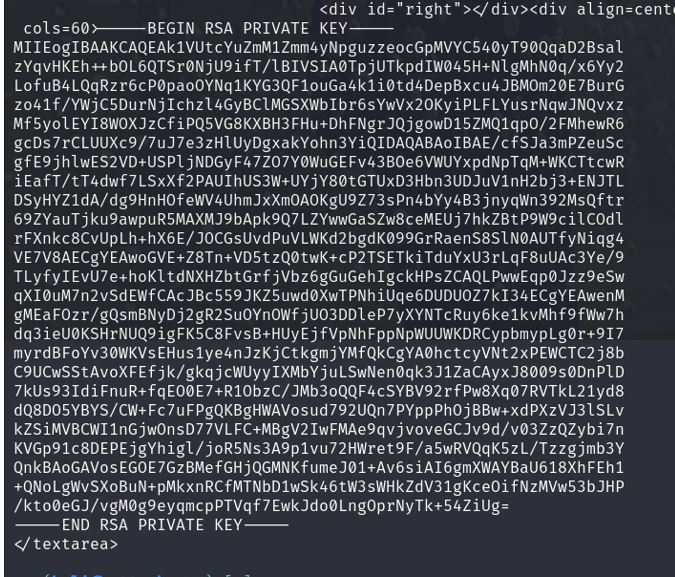 <div id="right"></div><div align=cente
cols=60>-----BEGIN RSA PRIVATE KEY-----
MIIEogIBAAKCAQEAk1VUtcYuZmM1Zmm4yNpguzzeocGpMVYC540yT90QqaD2Bsal
zYqvHKEh++bOL6QTSr0NjU9ifT/lBIVSIA0TpjUTkpdIW045H+NlgMhN0q/x6Yy2
LofuB4LQqRzr6cP0paoOYNq1KYG3QF1ouGa4k1i0td4DepBxcu4JBMOm20E7BurG
zo41f/YWjC5DurNjIchzl4GyBClMGSXWbIbr6sYwVx2OKyiPLFLYusrNqwJNQvxz
Mf5yolEYI8WOXJzCfiPQ5VG8KXBH3FHu+DhFNgrJQjgowD15ZMQ1qpO/2FMhewR6
gcDs7rCLUUXc9/7uJ7e3zHlUyDgxakYohn3YiQIDAQABAoIBAE/cfSJa3mPZeuSc
gfE9jhlwES2VD+USPljNDGyF47ZO7Y0WuGEFv43BOe6VWUYxpdNpTqM+WKCTtcwR
iEafT/tT4dwf7LSxXf2PAUIhUS3W+UYjY80tGTUxD3Hbn3UDJuV1nH2bj3+ENJTL
DSyHYZ1dA/dg9HnHOfeWV4UhmJxXmOAOKgU9Z73sPn4bYy4B3jnyqWn392MsQftr
69ZYauTjku9awpuR5MAXMJ9bApk9Q7LZYwwGaSZw8ceMEUj7hkZBtP9W9cilCOdl
rFXnkc8CvUpLh+hX6E/JOCGsUvdPuVLWKd2bgdK099GrRaenS8SlN0AUTfyNiqg4
VE7V8AECgYEAwoGVE+Z8Tn+VD5tzQ0twK+cP2TSETkiTduYxU3rLqF8uUAc3Ye/9
TLyfyIEvU7e+hoKltdNXHZbtGrfjVbz6gGuGehIgckHPsZCAQLPwwEqp0Jzz9eSw
qXI0uM7n2vSdEWfCAcJBc559JKZ5uwd0XwTPNhiUqe6DUDUOZ7kI34ECgYEAwenM
gMEaFOzr/gQsmBNyDj2gR2SuOYnOWfjUO3DDleP7yXYNTcRuy6ke1kvMhf9fWw7h
dq3ieU0KSHrNUQ9igFK5C8FvsB+HUyEjfVpNhFppNpWUUWKDRCypbmypLg0r+9I7
myrdBFoYv30WKVsEHus1ye4nJzKjCtkgmjYMfQkCgYA0hctcyVNt2xPEWCTC2j8b
C9UCwSStAvoXFEfjk/gkqjcWUyyIXMbYjuLSwNen0qk3J1ZaCAyxJ8009s0DnPlD
7kUs93IdiFnuR+fqEO0E7+R1ObzC/JMb3oQQF4cSYBV92rfPw8Xq07RVTkL21yd8
dQ8DO5YBYS/CW+Fc7uFPgQKBgHWAVosud792UQn7PYppPhOjBBw+xdPXzVJ3lSLv
kZSiMVBCWI1nGjwOnsD77VLFC+MBgV2IwFMAe9qvjvoveGCJv9d/v03ZzQZybi7n
KVGp91c8DEPEjgYhigl/joR5Ns3A9p1vu72HWret9F/a5wRVQqK5zL/Tzzgjmb3Y
QnkBAoGAVosEGOE7GzBMefGHjQGMNKfumeJ01+Av6siAI6gmXWAYBaU618XhFEh1
+QNoLgWvSXoBuN+pMkxnRCfMTNbD1wSk46tW3sWHkZdV31gKceOifNzMVw53bJHP
/kto0eGJ/vgM0g9eyqmcpPTVqf7EwkJdo0LngOprNyTk+54ZiUg=
-----END RSA PRIVATE KEY-----
</textarea>